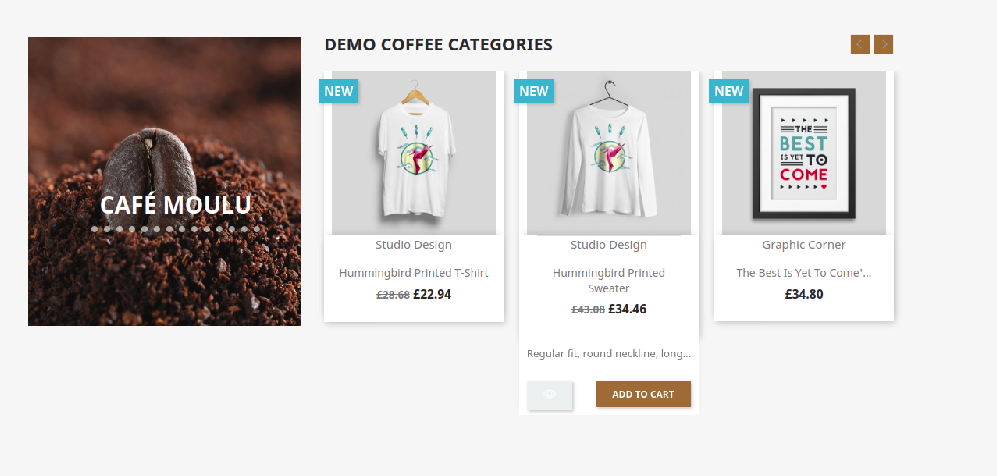 DEMO COFFEE CATEGORIES
CAFÉ MOULU
NEW
Studio Design
Hummingbird Printed T-Shirt
£28.68 £22.94
NEW
Studio Design
Hummingbird Printed
Sweater
£43.08 £34.46
Regular fit, round neckline, long...
ADD TO CART
NEW
THE
BEST
IS YET TO
COME
Graphic Corner
The Best Is Yet To Come'...
£34.80